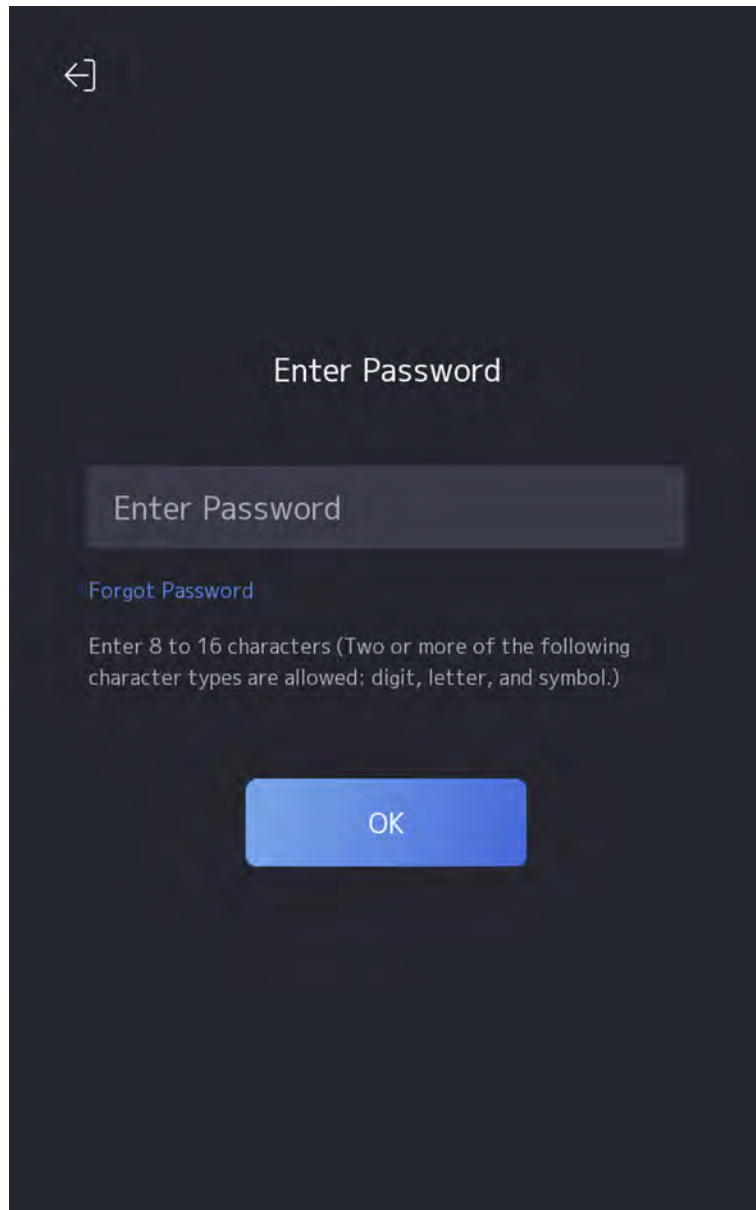 Enter Password
Enter Password
Forgot Password
Enter 8 to 16 characters (Two or more of the following
character types are allowed: digit, letter, and symbol.)
OK